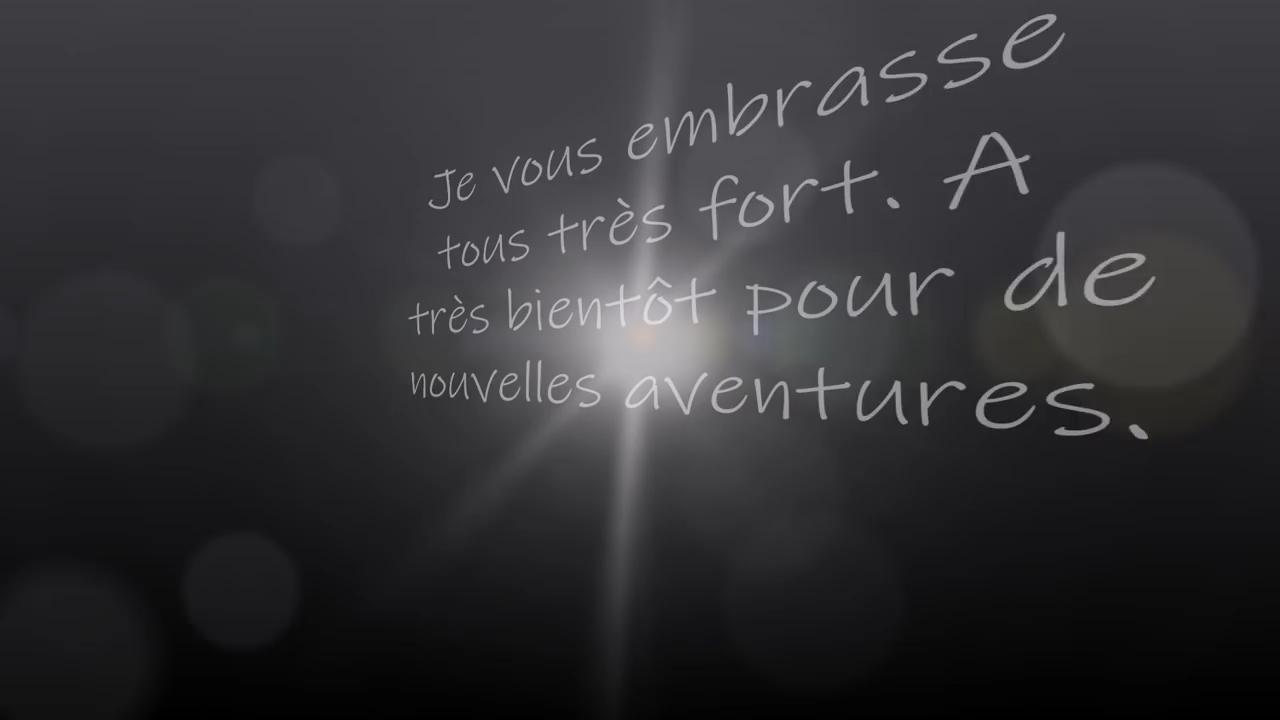 Je vous embrasse
tous très fort. A
très bientôt pour de
nouvelles aventures.